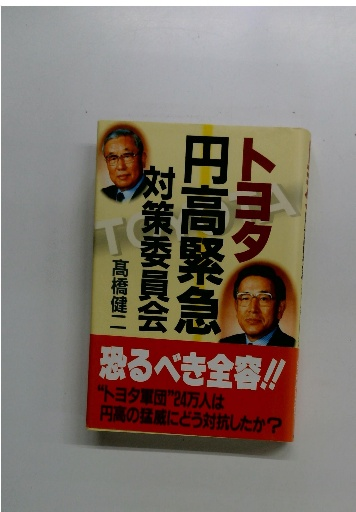 トヨタ
円高緊急
対策委員会
髙橋健二
TOYOTA
恐るべき全容!!
"トヨタ軍団"24万人は
円高の猛威にどう対抗したか？